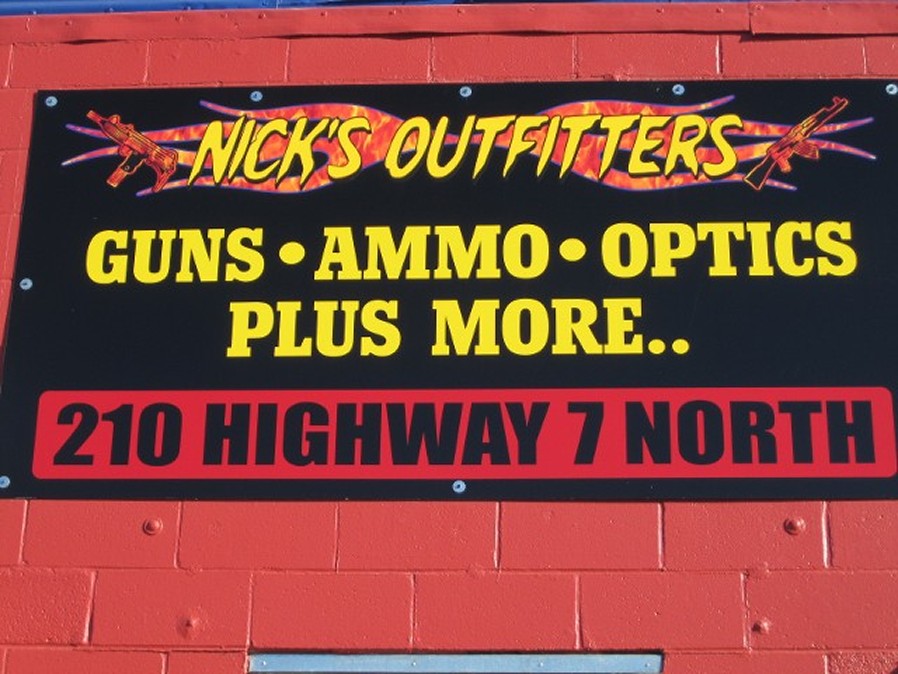 NICK'S OUTFITTERS
GUNS • AMMO • OPTICS
PLUS MORE..
210 HIGHWAY 7 NORTH